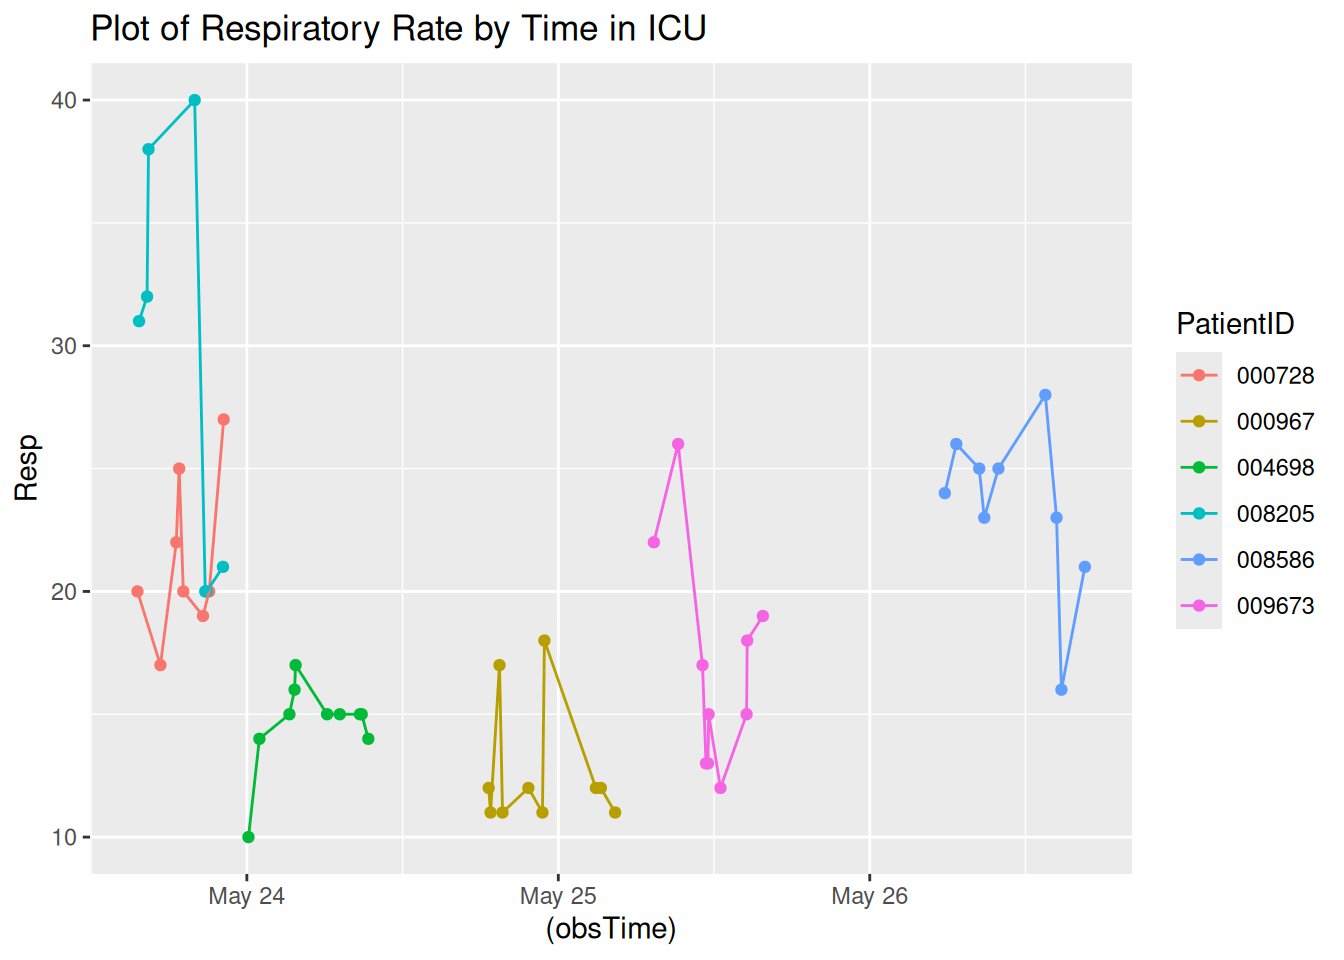 Plot of Respiratory Rate by Time in ICU
40
30
20
10
Resp
May 24
May 25
May 26
(obsTime)
PatientID
000728
000967
004698
008205
008586
009673